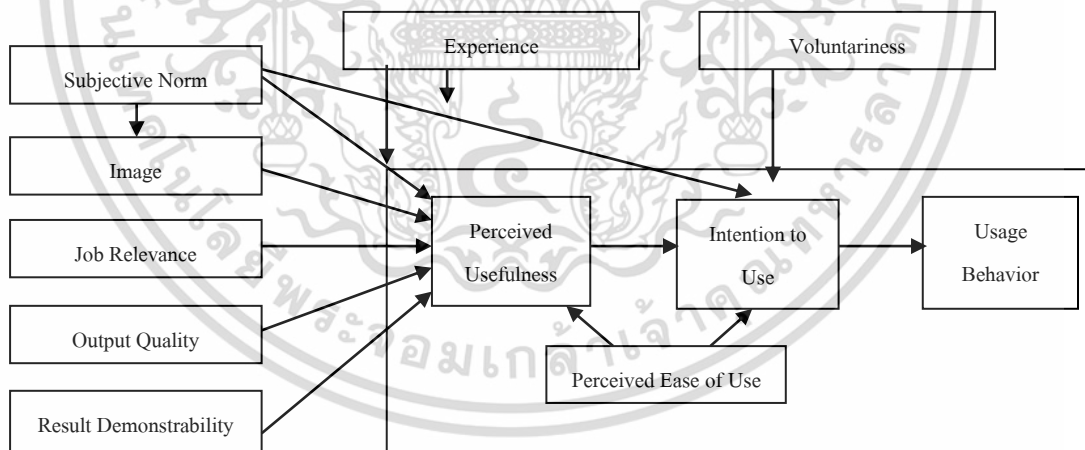 Experience
Voluntariness
Subjective Norm
Image
Job Relevance
Output Quality
Result Demonstrability
Perceived
Usefulness
Intention to
Use
Usage
Behavior
Perceived Ease of Use